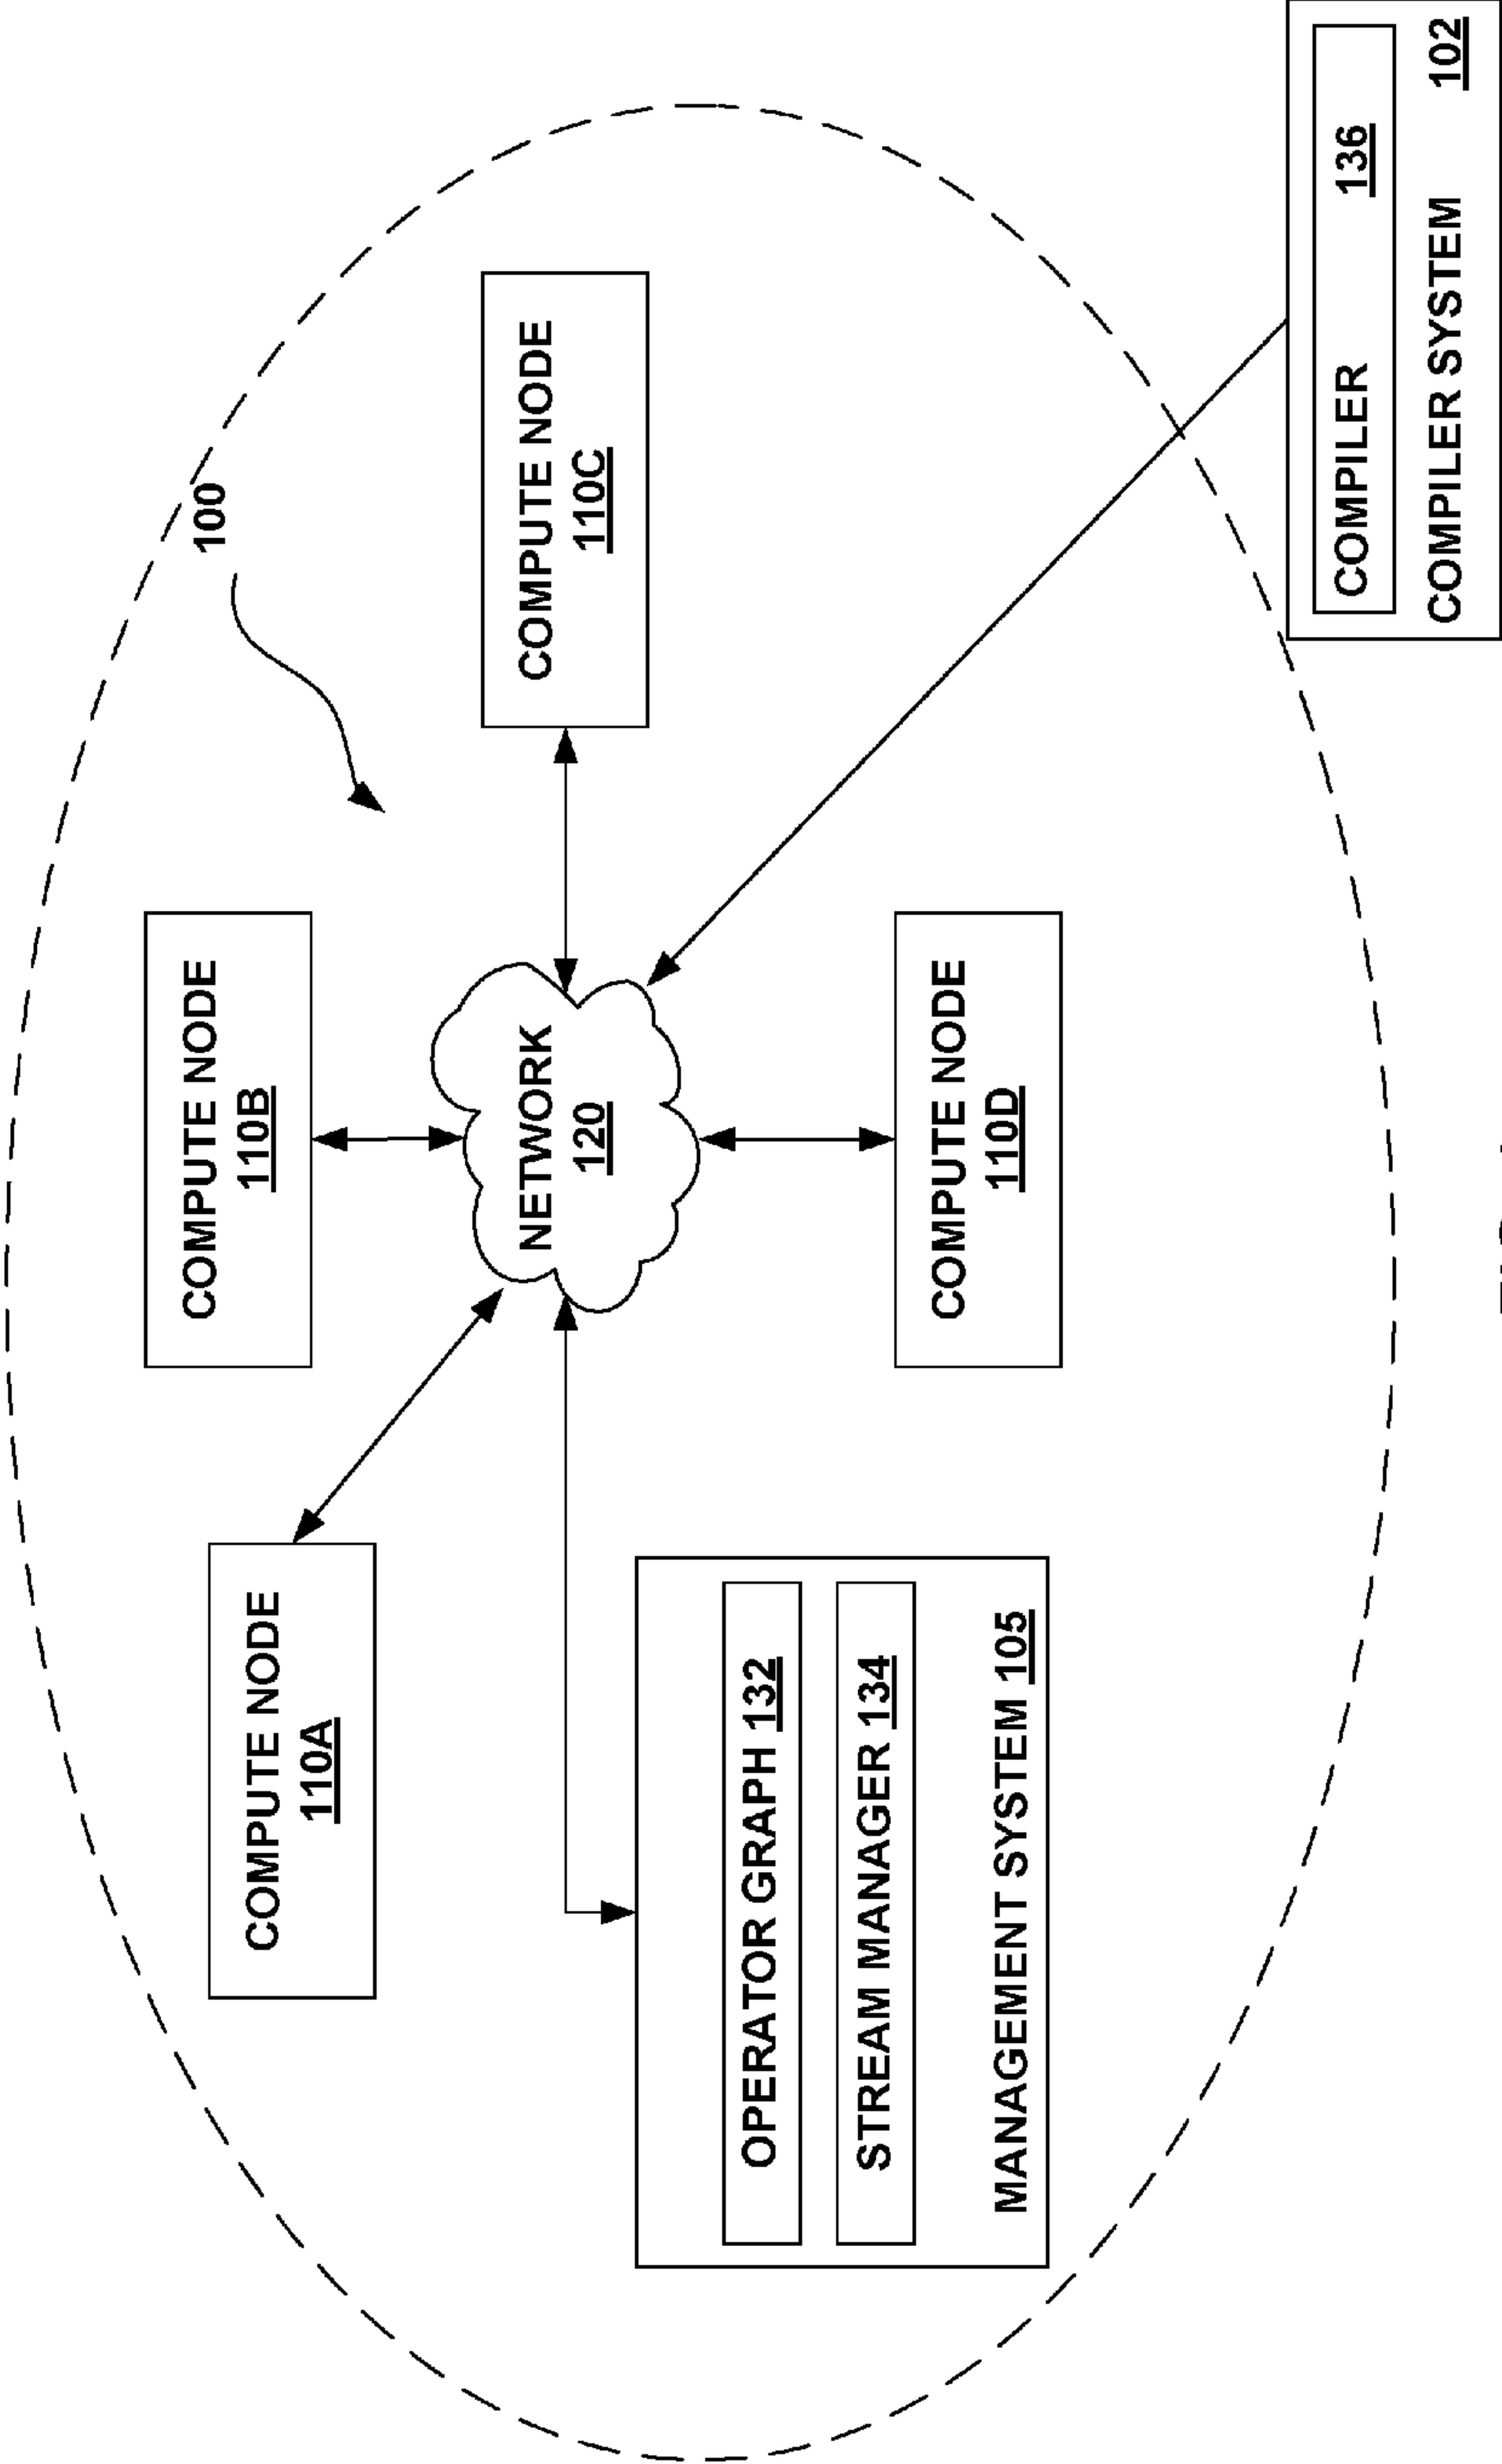 100
COMPUTE NODE
110B
COMPUTE NODE
110A
COMPUTE NODE
110C
NETWORK
120
OPERATOR GRAPH 132
STREAM MANAGER 134
MANAGEMENT SYSTEM 105
COMPUTE NODE
110D
COMPILER 136
COMPILER SYSTEM 102